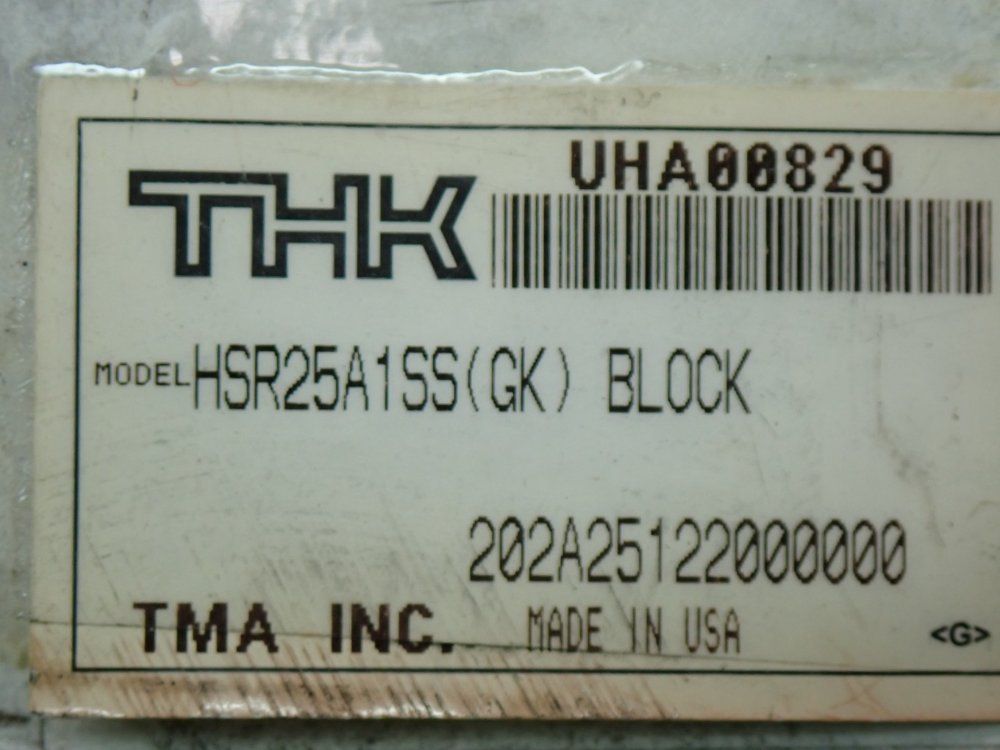 UHA00829
THK
MODEL HSR25A1SS(GK) BLOCK
202A25122000000
TMA INC. MADE IN USA <G>